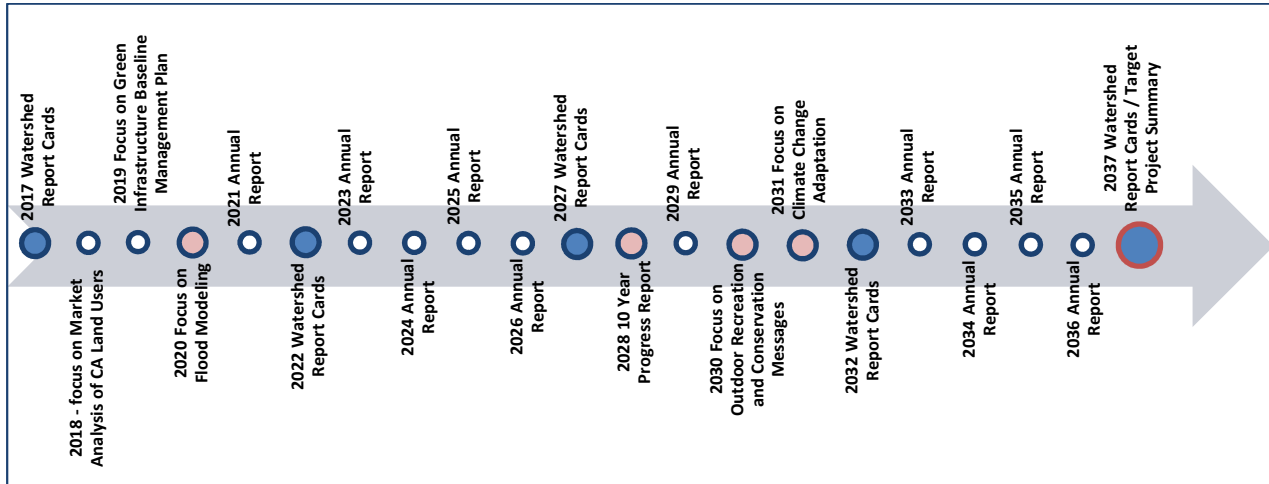 2017 Watershed
Report Cards
2018 - focus on Market
Analysis of CA Land Users
2019 Focus on Green
Infrastructure Baseline
Management Plan
2020 Focus on
Flood Modeling
2021 Annual
Report
2022 Watershed
Report Cards
2023 Annual
Report
2024 Annual
Report
2025 Annual
Report
2026 Annual
Report
2027 Watershed
Report Cards
2028 10 Year
Progress Report
2029 Annual
Report
2030 Focus on
Outdoor Recreation
and Conservation
Messages
2031 Focus on
Climate Change
Adaptation
2032 Watershed
Report Cards
2033 Annual
Report
2034 Annual
Report
2035 Annual
Report
2036 Annual
Report
2037 Watershed
Report Cards / Target
Project Summary